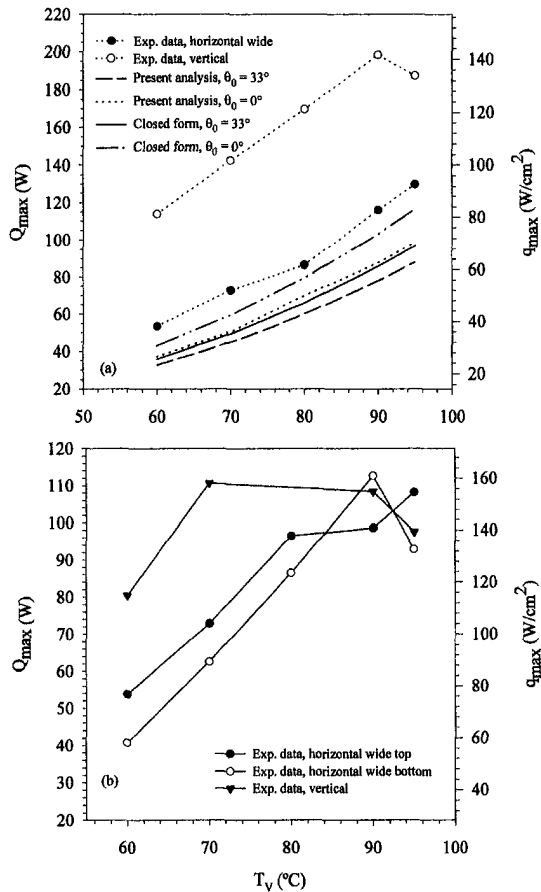 220
200
180
160
140
120
100
80
60
40
20
Q_max (W)
Exp. data, horizontal wide
Exp. data, vertical
Present analysis, θ₀ = 33°
Present analysis, θ₀ = 0°
Closed form, θ₀ = 33°
Closed form, θ₀ = 0°
(a)
140
120
100
80
60
40
20
q_max (W/cm²)
50 60 70 80 90 100
120
110
100
90
80
70
60
50
40
30
20
Q_max (W)
(b)
Exp. data, horizontal wide top
Exp. data, horizontal wide bottom
Exp. data, vertical
160
140
120
100
80
60
40
q_max (W/cm²)
60 70 80 90 100
T_v (ºC)